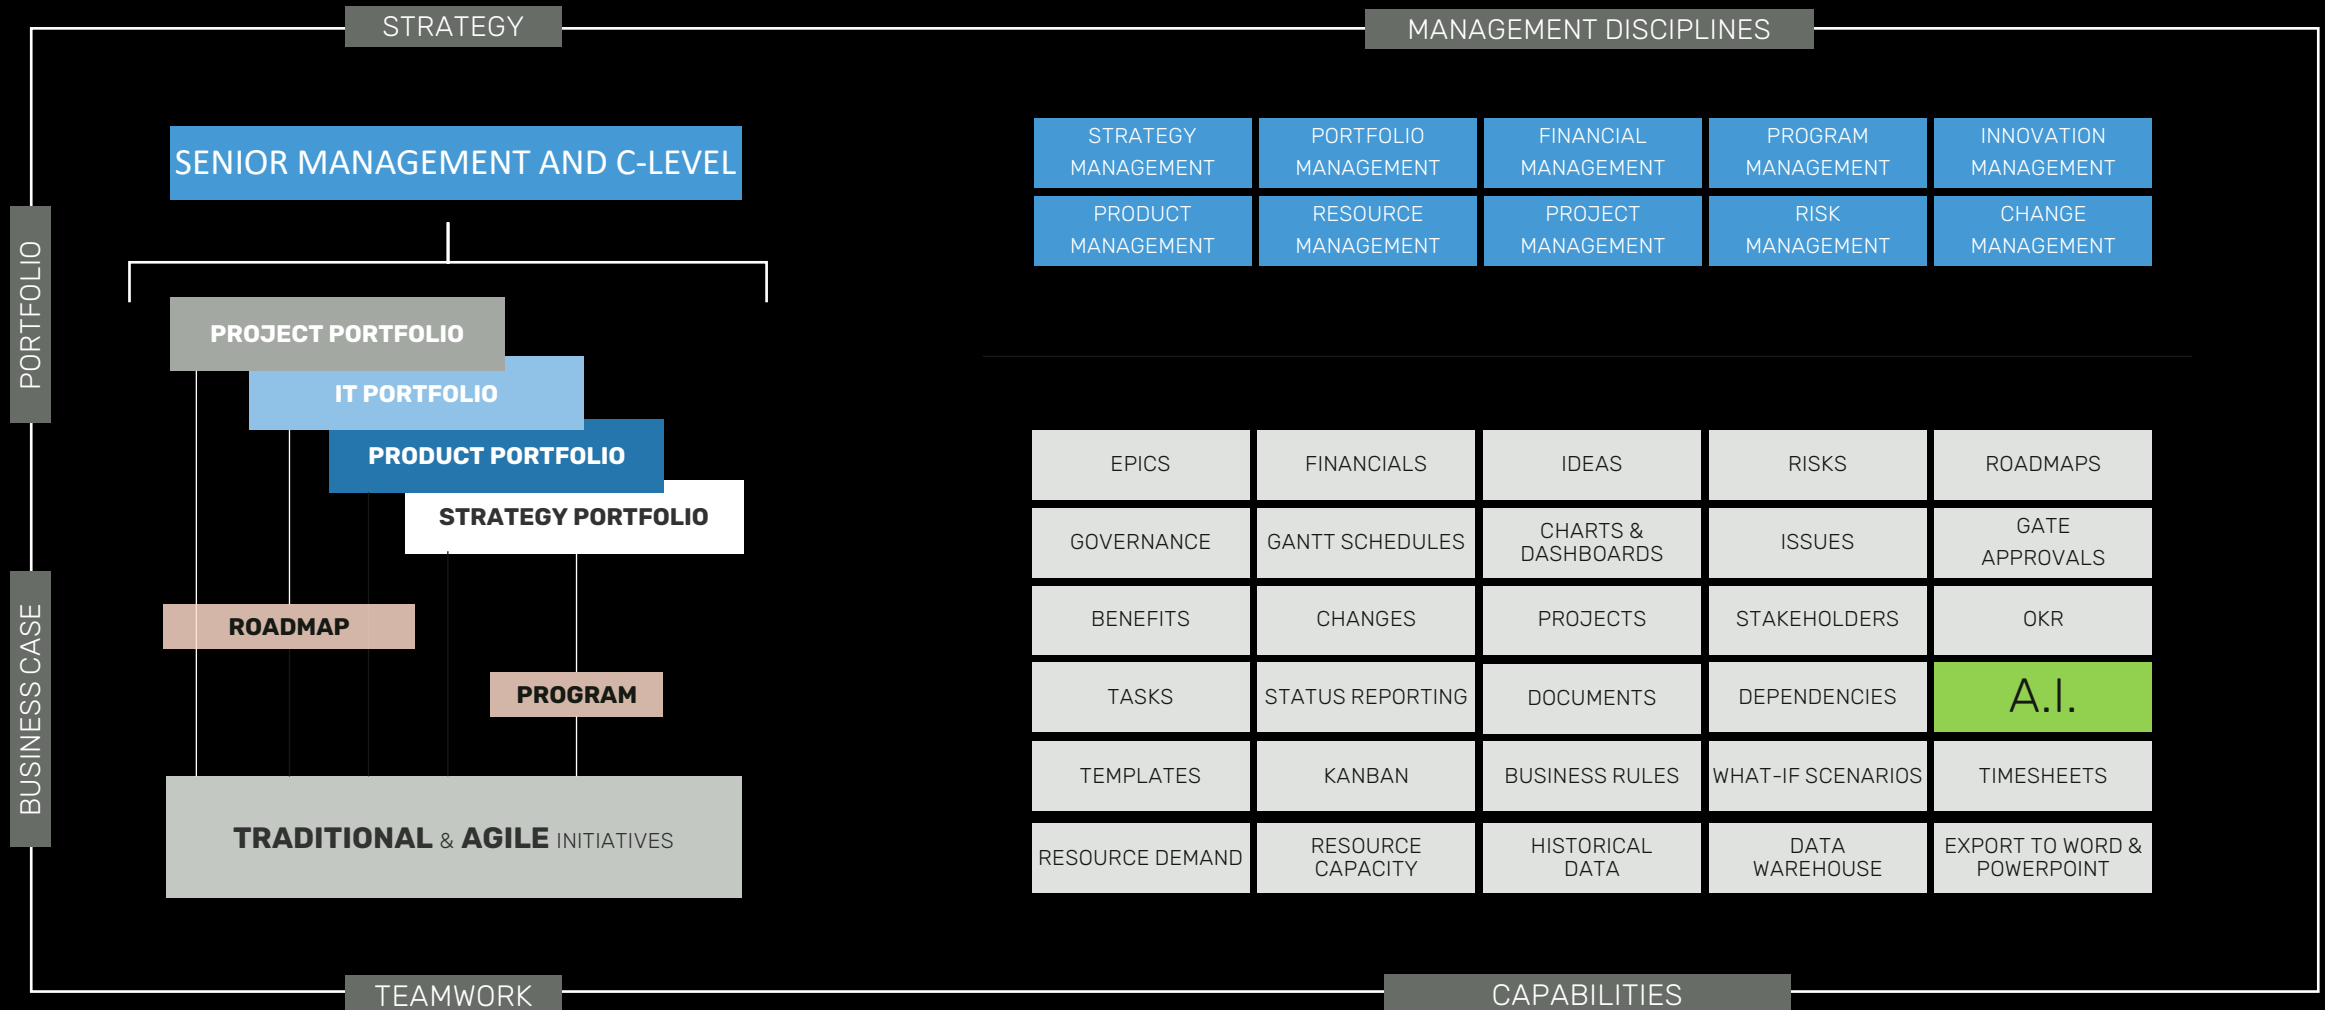 STRATEGY
MANAGEMENT DISCIPLINES
PORTFOLIO
BUSINESS CASE
SENIOR MANAGEMENT AND C-LEVEL
PROJECT PORTFOLIO
IT PORTFOLIO
PRODUCT PORTFOLIO
STRATEGY PORTFOLIO
ROADMAP
PROGRAM
TRADITIONAL & AGILE INITIATIVES
STRATEGY
MANAGEMENT
PORTFOLIO
MANAGEMENT
FINANCIAL
MANAGEMENT
PROGRAM
MANAGEMENT
INNOVATION
MANAGEMENT
PRODUCT
MANAGEMENT
RESOURCE
MANAGEMENT
PROJECT
MANAGEMENT
RISK
MANAGEMENT
CHANGE
MANAGEMENT
EPICS
FINANCIALS
IDEAS
RISKS
ROADMAPS
GOVERNANCE
GANTT SCHEDULES
CHARTS &
DASHBOARDS
ISSUES
GATE
APPROVALS
BENEFITS
CHANGES
PROJECTS
STAKEHOLDERS
OKR
TASKS
STATUS REPORTING
DOCUMENTS
DEPENDENCIES
A.I.
TEMPLATES
KANBAN
BUSINESS RULES
WHAT-IF SCENARIOS
TIMESHEETS
RESOURCE DEMAND
RESOURCE
CAPACITY
HISTORICAL
DATA
DATA
WAREHOUSE
EXPORT TO WORD &
POWERPOINT
TEAMWORK
CAPABILITIES